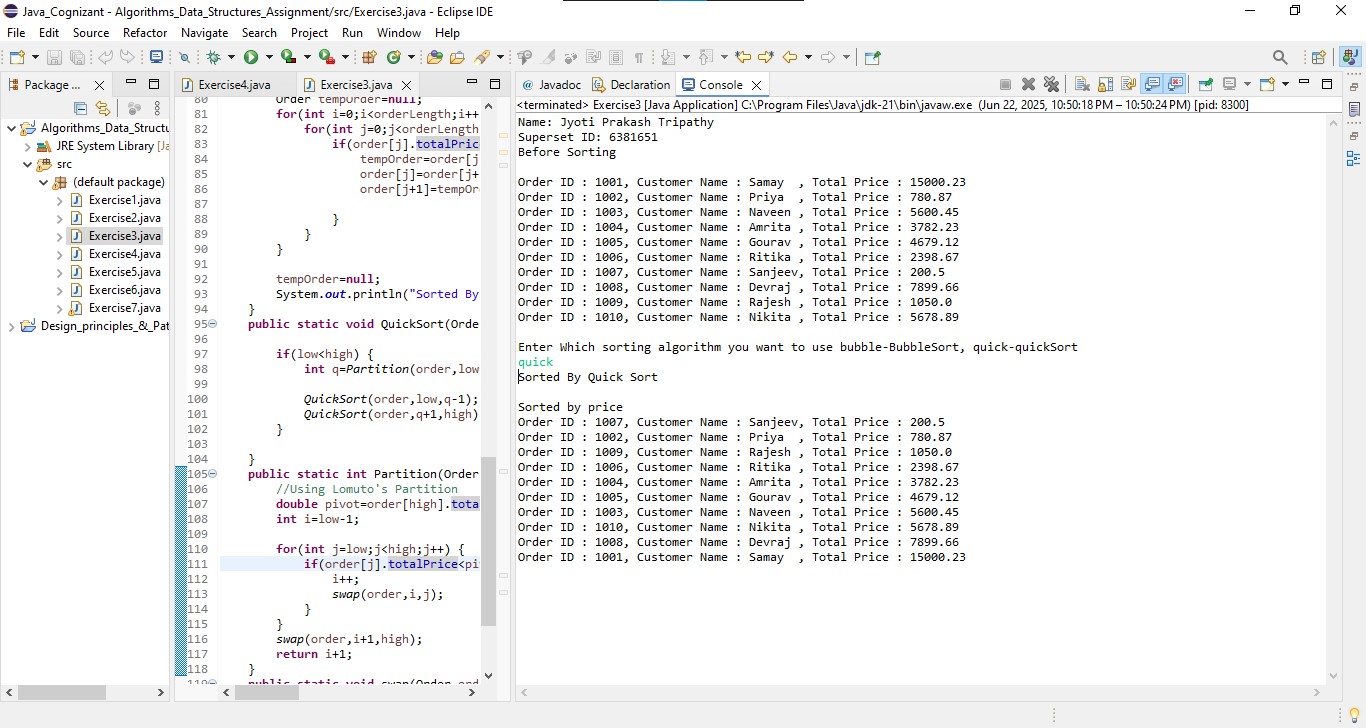 Java_Cognizant - Algorithms_Data_Structures_Assignment/src/Exercise3.java - Eclipse IDE
File Edit Source Refactor Navigate Search Project Run Window Help
Package ...
Algorithms_Data_Structu
JRE System Library [Ja
src
(default package)
Exercise1.java
Exercise2.java
Exercise3.java
Exercise4.java
Exercise5.java
Exercise6.java
Exercise7.java
Design_principles_&_Pat
Exercise4.java Exercise3.java
80 Order tempOrder=null;
81 for(int i=0;i<orderLength;i++
82 for(int j=0;j<orderLength
83 if(order[j].totalPric
84 tempOrder=order[j
85 order[j]=order[j+
86 order[j+1]=tempOr
87
88 }
89 }
90 }
91
92 tempOrder=null;
93 System.out.println("Sorted By
94 }
95 public static void QuickSort(Orde
96
97 if(low<high) {
98 int q=Partition(order,low
99
100 QuickSort(order,low,q-1);
101 QuickSort(order,q+1,high)
102 }
103
104 }
105 public static int Partition(Order
106 //Using Lomuto's Partition
107 double pivot=order[high].tota
108 int i=low-1;
109
110 for(int j=low;j<high;j++) {
111 if(order[j].totalPrice<pi
112 i++;
113 swap(order,i,j);
114 }
115 }
116 swap(order,i+1,high);
117 return i+1;
118 }
119 public static void swap(Order ord
Javadoc Declaration Console
<terminated> Exercise3 [Java Application] C:\Program Files\Java\jdk-21\bin\javaw.exe (Jun 22, 2025, 10:50:18 PM – 10:50:24 PM) [pid: 8300]
Name: Jyoti Prakash Tripathy
Superset ID: 6381651
Before Sorting
Order ID : 1001, Customer Name : Samay , Total Price : 15000.23
Order ID : 1002, Customer Name : Priya , Total Price : 780.87
Order ID : 1003, Customer Name : Naveen , Total Price : 5600.45
Order ID : 1004, Customer Name : Amrita , Total Price : 3782.23
Order ID : 1005, Customer Name : Gourav , Total Price : 4679.12
Order ID : 1006, Customer Name : Ritika , Total Price : 2398.67
Order ID : 1007, Customer Name : Sanjeev, Total Price : 200.5
Order ID : 1008, Customer Name : Devraj , Total Price : 7899.66
Order ID : 1009, Customer Name : Rajesh , Total Price : 1050.0
Order ID : 1010, Customer Name : Nikita , Total Price : 5678.89
Enter Which sorting algorithm you want to use bubble-BubbleSort, quick-quickSort
quick
Sorted By Quick Sort
Sorted by price
Order ID : 1007, Customer Name : Sanjeev, Total Price : 200.5
Order ID : 1002, Customer Name : Priya , Total Price : 780.87
Order ID : 1009, Customer Name : Rajesh , Total Price : 1050.0
Order ID : 1006, Customer Name : Ritika , Total Price : 2398.67
Order ID : 1004, Customer Name : Amrita , Total Price : 3782.23
Order ID : 1005, Customer Name : Gourav , Total Price : 4679.12
Order ID : 1003, Customer Name : Naveen , Total Price : 5600.45
Order ID : 1010, Customer Name : Nikita , Total Price : 5678.89
Order ID : 1008, Customer Name : Devraj , Total Price : 7899.66
Order ID : 1001, Customer Name : Samay , Total Price : 15000.23